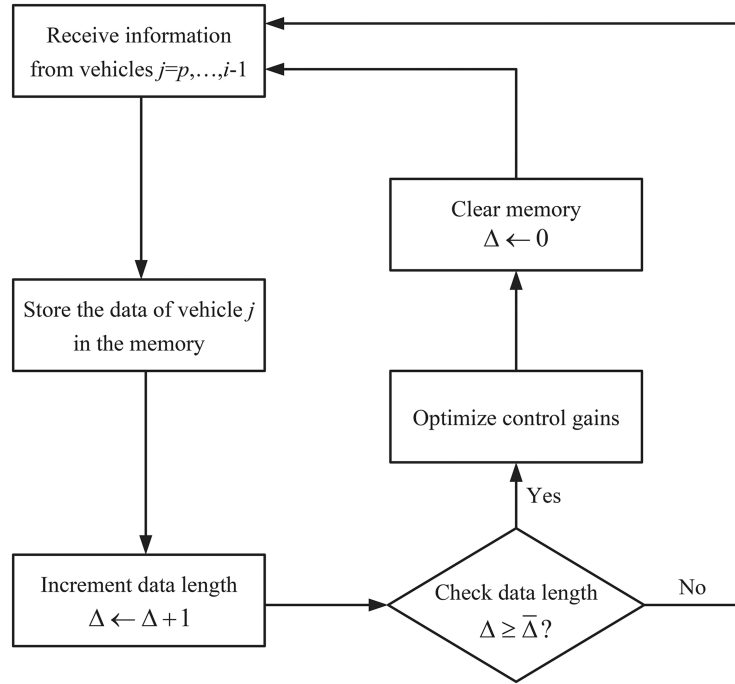 Receive information
from vehicles j=p,…,i-1
Store the data of vehicle j
in the memory
Increment data length
Δ ← Δ + 1
Check data length
Δ ≥ Δ̅ ?
Yes
No
Optimize control gains
Clear memory
Δ ← 0